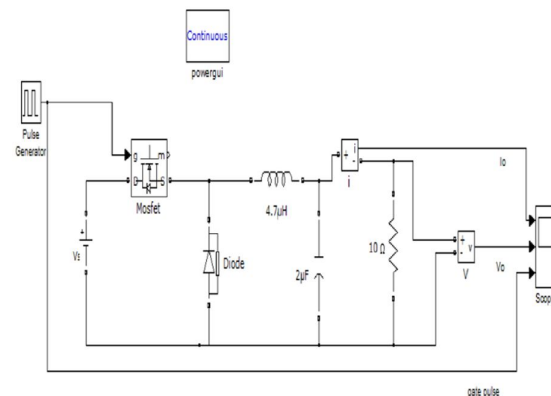 Continuous
powergui
Pulse
Generator
g
m
D
S
Mosfet
i
+
-
i
Io
4.7μH
+
Vs
Diode
2μF
10 Ω
+
-
v
V
Vo
Scop
gate pulse